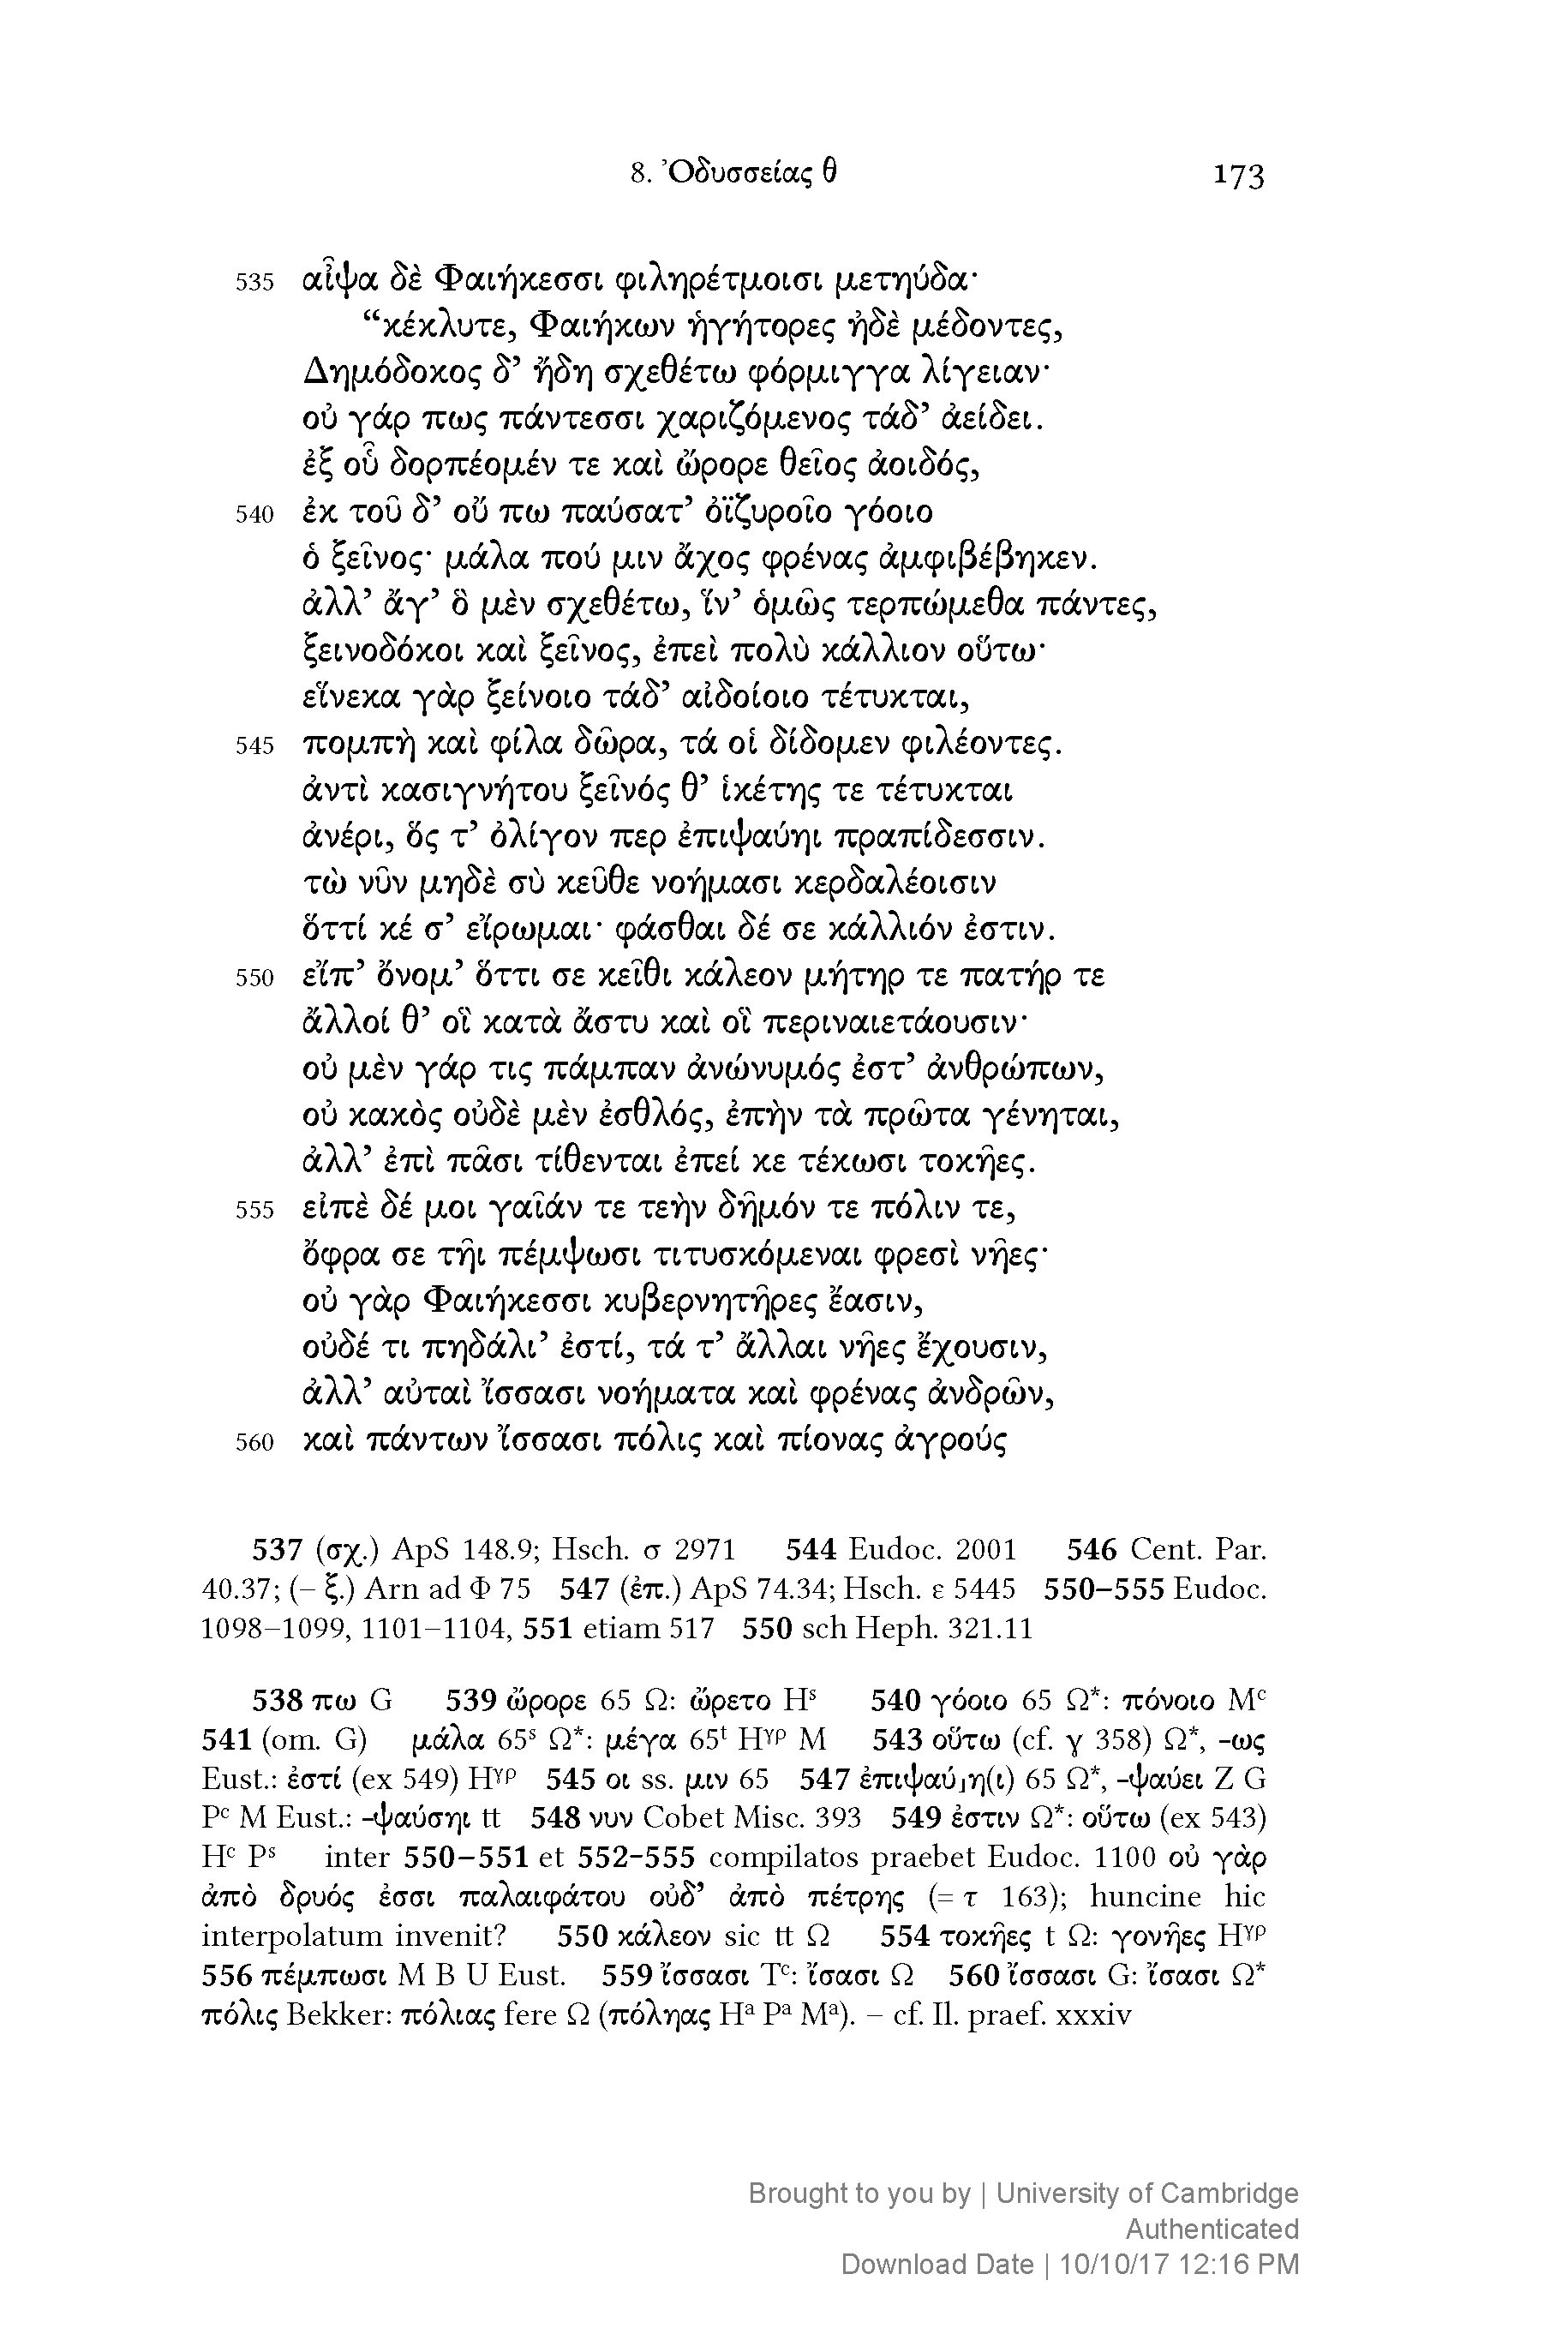 8. Ὀδυσσείας θ 173
535 αἶψα δὲ Φαιήκεσσι φιληρέτμοισι μετηύδα·
“κέκλυτε, Φαιήκων ἡγήτορες ἠδὲ μέδοντες,
Δημόδοκος δ’ ἤδη σχεθέτω φόρμιγγα λίγειαν·
οὐ γάρ πως πάντεσσι χαριζόμενος τάδ’ ἀείδει.
ἐξ οὗ δορπέομέν τε καὶ ὤρορε θεῖος ἀοιδός,
540 ἐκ τοῦ δ’ οὔ πω παύσατ’ ὀϊζυροῖο γόοιο
ὁ ξεῖνος· μάλα πού μιν ἄχος φρένας ἀμφιβέβηκεν.
ἀλλ’ ἄγ’ ὃ μὲν σχεθέτω, ἵν’ ὁμῶς τερπώμεθα πάντες,
ξεινοδόκοι καὶ ξεῖνος, ἐπεὶ πολὺ κάλλιον οὕτω·
εἵνεκα γὰρ ξείνοιο τάδ’ αἰδοίοιο τέτυκται,
545 πομπὴ καὶ φίλα δῶρα, τά οἱ δίδομεν φιλέοντες.
ἀντὶ κασιγνήτου ξεῖνός θ’ ἱκέτης τε τέτυκται
ἀνέρι, ὅς τ’ ὀλίγον περ ἐπιψαύηι πραπίδεσσιν.
τὼ νῦν μηδὲ σὺ κεῦθε νοήμασι κερδαλέοισιν
ὅττί κέ σ’ εἴρωμαι· φάσθαι δέ σε κάλλιόν ἐστιν.
550 εἴπ’ ὄνομ’ ὅττι σε κεῖθι κάλεον μήτηρ τε πατήρ τε
ἄλλοί θ’ οἳ κατὰ ἄστυ καὶ οἳ περιναιετάουσιν·
οὐ μὲν γάρ τις πάμπαν ἀνώνυμός ἐστ’ ἀνθρώπων,
οὐ κακὸς οὐδὲ μὲν ἐσθλός, ἐπὴν τὰ πρῶτα γένηται,
ἀλλ’ ἐπὶ πᾶσι τίθενται ἐπεί κε τέκωσι τοκῆες.
555 εἰπὲ δέ μοι γαῖάν τε τεὴν δῆμόν τε πόλιν τε,
ὄφρα σε τῆι πέμψωσι τιτυσκόμεναι φρεσὶ νῆες·
οὐ γὰρ Φαιήκεσσι κυβερνητῆρες ἔασιν,
οὐδέ τι πηδάλι’ ἐστί, τά τ’ ἄλλαι νῆες ἔχουσιν,
ἀλλ’ αὐταὶ ἴσσασι νοήματα καὶ φρένας ἀνδρῶν,
560 καὶ πάντων ἴσσασι πόλις καὶ πίονας ἀγρούς
537 (σχ.) ApS 148.9; Hsch. σ 2971 544 Eudoc. 2001 546 Cent. Par.
40.37; (– ξ.) Arn ad Φ 75 547 (ἐπ.) ApS 74.34; Hsch. ε 5445 550–555 Eudoc.
1098–1099, 1101–1104, 551 etiam 517 550 sch Heph. 321.11
538 πω G 539 ὤρορε 65 Ω: ὤρετο Hˢ 540 γόοιο 65 Ω*: πόνοιο Mᶜ
541 (om. G) μάλα 65ˢ Ω*: μέγα 65ᵗ Hᵞᵖ M 543 οὕτω (cf. γ 358) Ω*, -ως
Eust.: ἐστί (ex 549) Hᵞᵖ 545 οι ss. μιν 65 547 ἐπιψαύ⌋η(ι) 65 Ω*, -ψαύει Z G
Pᶜ M Eust.: -ψαύσηι tt 548 νυν Cobet Misc. 393 549 ἐστιν Ω*: οὕτω (ex 543)
Hᶜ Pˢ inter 550–551 et 552–555 compilatos praebet Eudoc. 1100 οὐ γὰρ
ἀπὸ δρυός ἐσσι παλαιφάτου οὐδ’ ἀπὸ πέτρης (= τ 163); huncine hic
interpolatum invenit? 550 κάλεον sic tt Ω 554 τοκῆες t Ω: γονῆες Hᵞᵖ
556 πέμπωσι M B U Eust. 559 ἴσσασι Tᶜ: ἴσασι Ω 560 ἴσσασι G: ἴσασι Ω*
πόλις Bekker: πόλιας fere Ω (πόληας Hᵃ Pᵃ Mᵃ). – cf. Il. praef. xxxiv
Brought to you by | University of Cambridge
Authenticated
Download Date | 10/10/17 12:16 PM